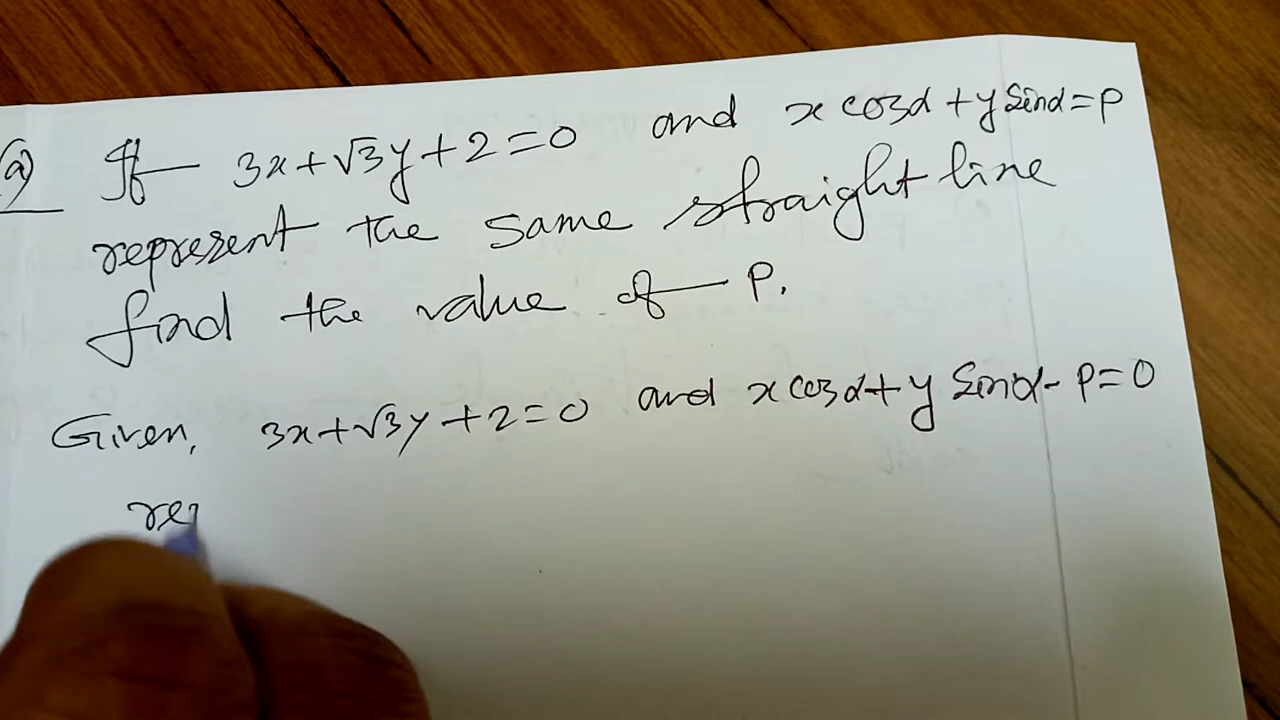 a) If 3x+√3y+2=0 and x cosα+y Sinα=P
represent the same straight line
find the value of P.
Given, 3x+√3y+2=0 and x cosα+y Sinα-P=0